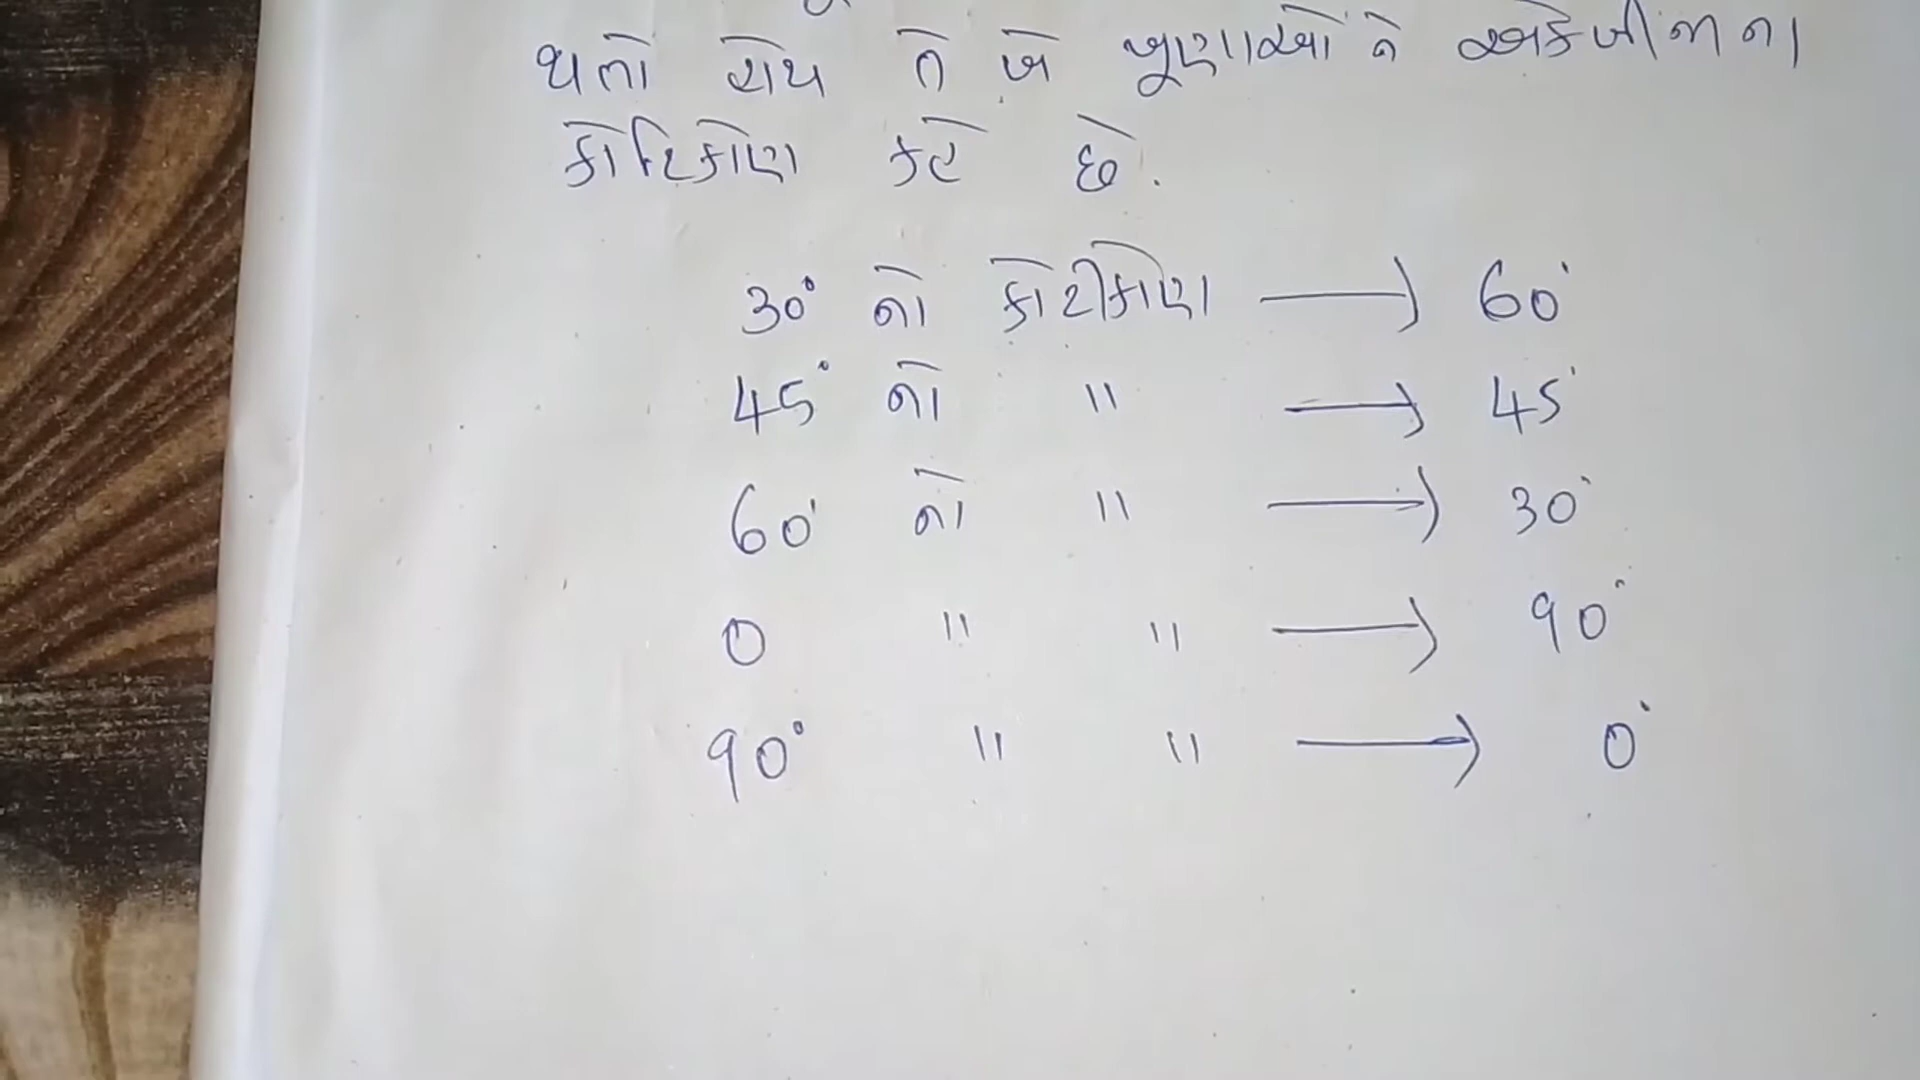 થતો હોય તે બે ખૂણાઓને એકબીજાના
કોટિકોણ કહે છે.
30° નો કોટીકોણ → 60°
45° નો " → 45°
60° નો " → 30°
0 " " → 90°
90° " " → 0°